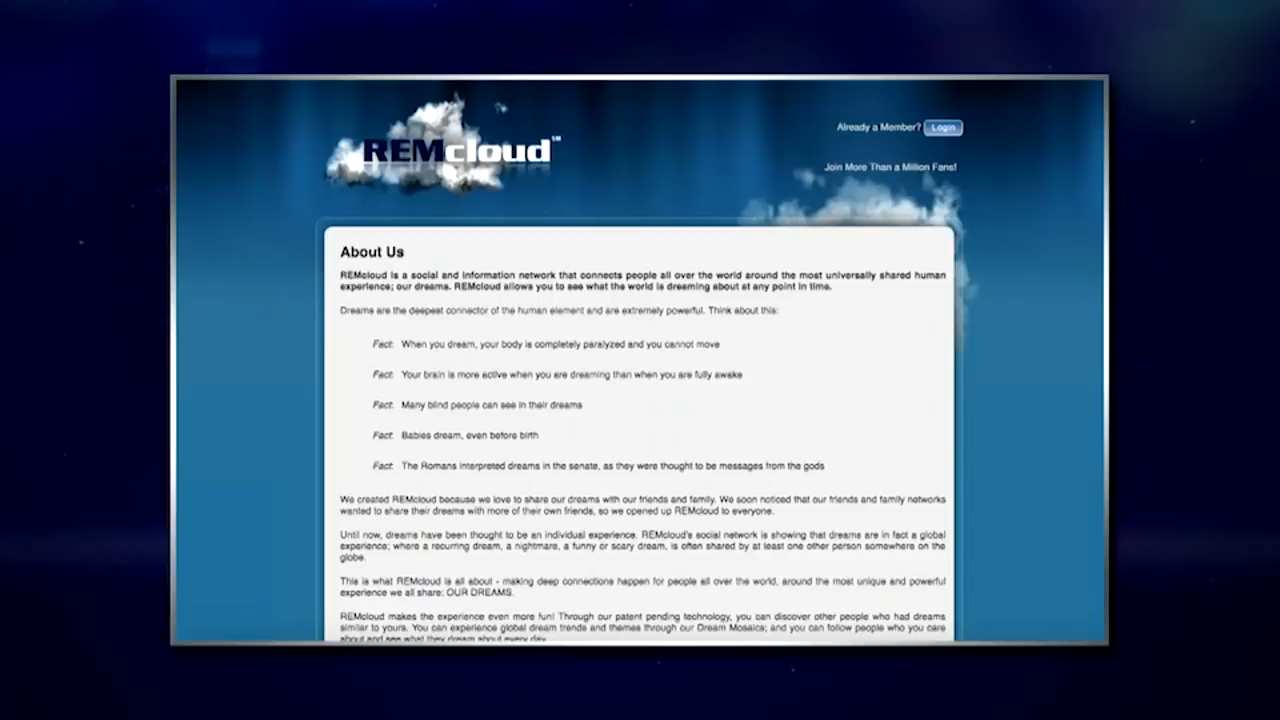 REMcloud℠
Already a Member? Login
Join More Than a Million Fans!
About Us
REMcloud is a social and information network that connects people all over the world around the most universally shared human
experience; our dreams. REMcloud allows you to see what the world is dreaming about at any point in time.
Dreams are the deepest connector of the human element and are extremely powerful. Think about this:
Fact: When you dream, your body is completely paralyzed and you cannot move
Fact: Your brain is more active when you are dreaming than when you are fully awake
Fact: Many blind people can see in their dreams
Fact: Babies dream, even before birth
Fact: The Romans interpreted dreams in the senate, as they were thought to be messages from the gods
We created REMcloud because we love to share our dreams with our friends and family. We soon noticed that our friends and family networks
wanted to share their dreams with more of their own friends, so we opened up REMcloud to everyone.
Until now, dreams have been thought to be an individual experience. REMcloud's social network is showing that dreams are in fact a global
experience; where a recurring dream, a nightmare, a funny or scary dream, is often shared by at least one other person somewhere on the
globe.
This is what REMcloud is all about - making deep connections happen for people all over the world, around the most unique and powerful
experience we all share: OUR DREAMS.
REMcloud makes the experience even more fun! Through our patent pending technology, you can discover other people who had dreams
similar to yours. You can experience global dream trends and themes through our Dream Mosaics; and you can follow people who you care
about and see what they dream about every day.